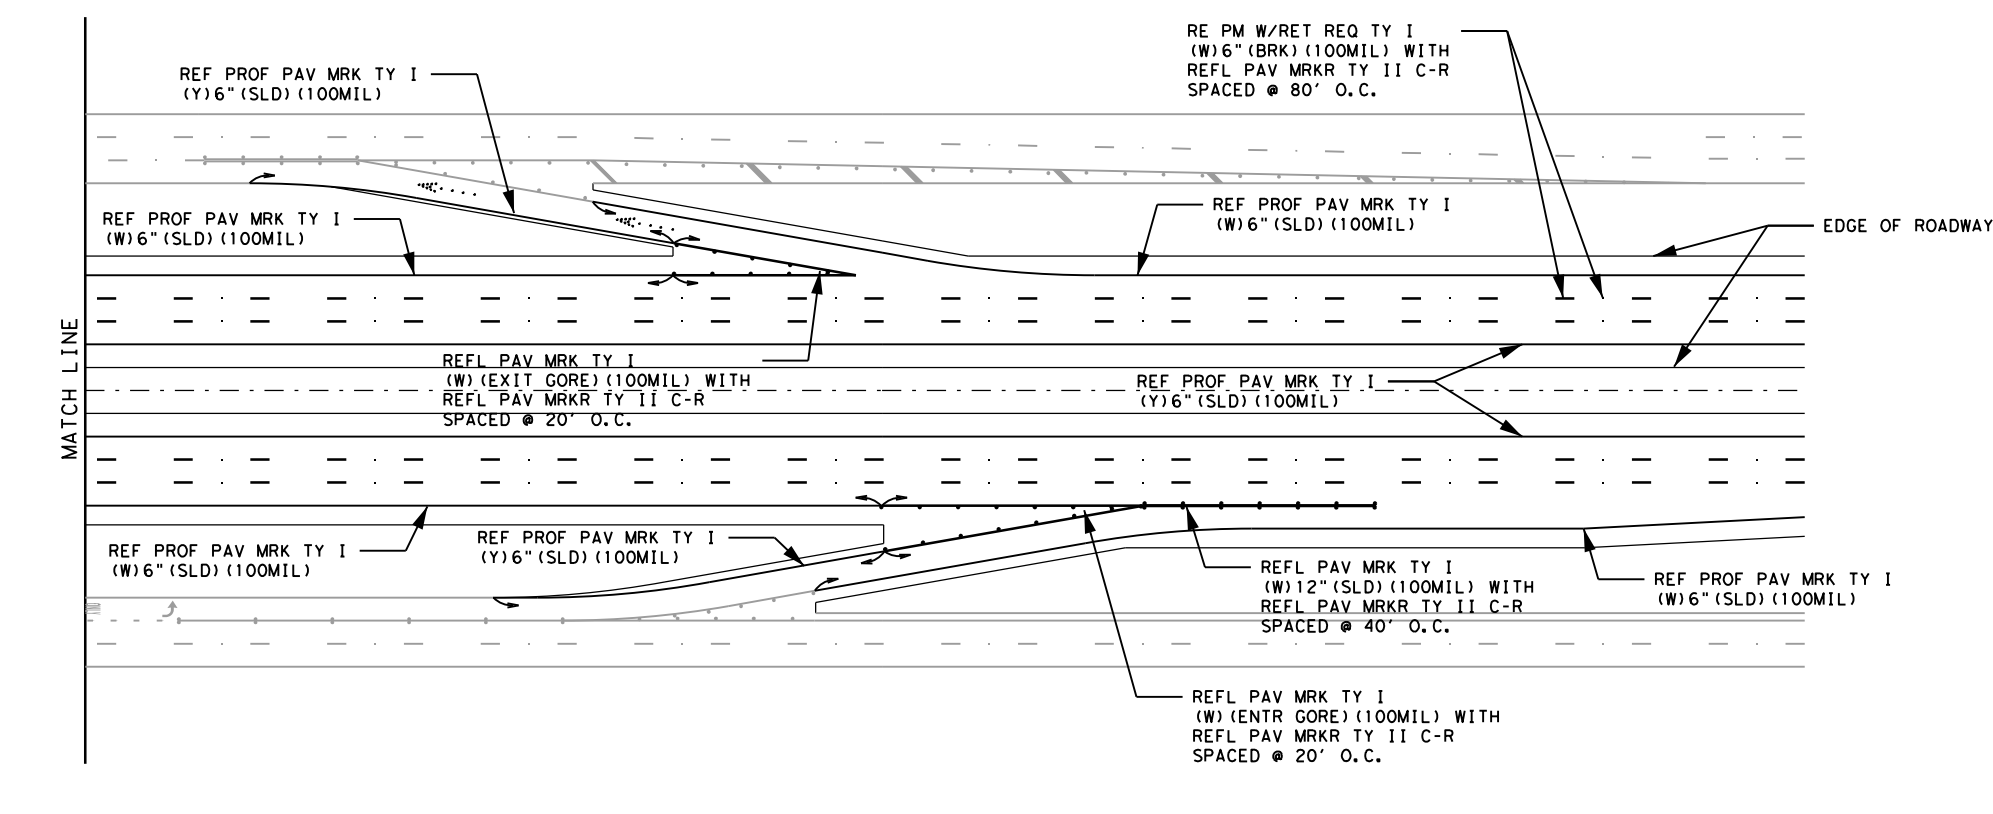 RE PM W/RET REQ TY I
(W)6"(BRK)(100MIL) WITH
REFL PAV MRKR TY II C-R
SPACED @ 80' O.C.
REF PROF PAV MRK TY I
(Y)6"(SLD)(100MIL)
REF PROF PAV MRK TY I
(W)6"(SLD)(100MIL)
REF PROF PAV MRK TY I
(W)6"(SLD)(100MIL)
EDGE OF ROADWAY
MATCH LINE
REFL PAV MRK TY I
(W)(EXIT GORE)(100MIL) WITH
REFL PAV MRKR TY II C-R
SPACED @ 20' O.C.
REF PROF PAV MRK TY I
(Y)6"(SLD)(100MIL)
REF PROF PAV MRK TY I
(W)6"(SLD)(100MIL)
REF PROF PAV MRK TY I
(Y)6"(SLD)(100MIL)
REFL PAV MRK TY I
(W)12"(SLD)(100MIL) WITH
REFL PAV MRKR TY II C-R
SPACED @ 40' O.C.
REF PROF PAV MRK TY I
(W)6"(SLD)(100MIL)
REFL PAV MRK TY I
(W)(ENTR GORE)(100MIL) WITH
REFL PAV MRKR TY II C-R
SPACED @ 20' O.C.